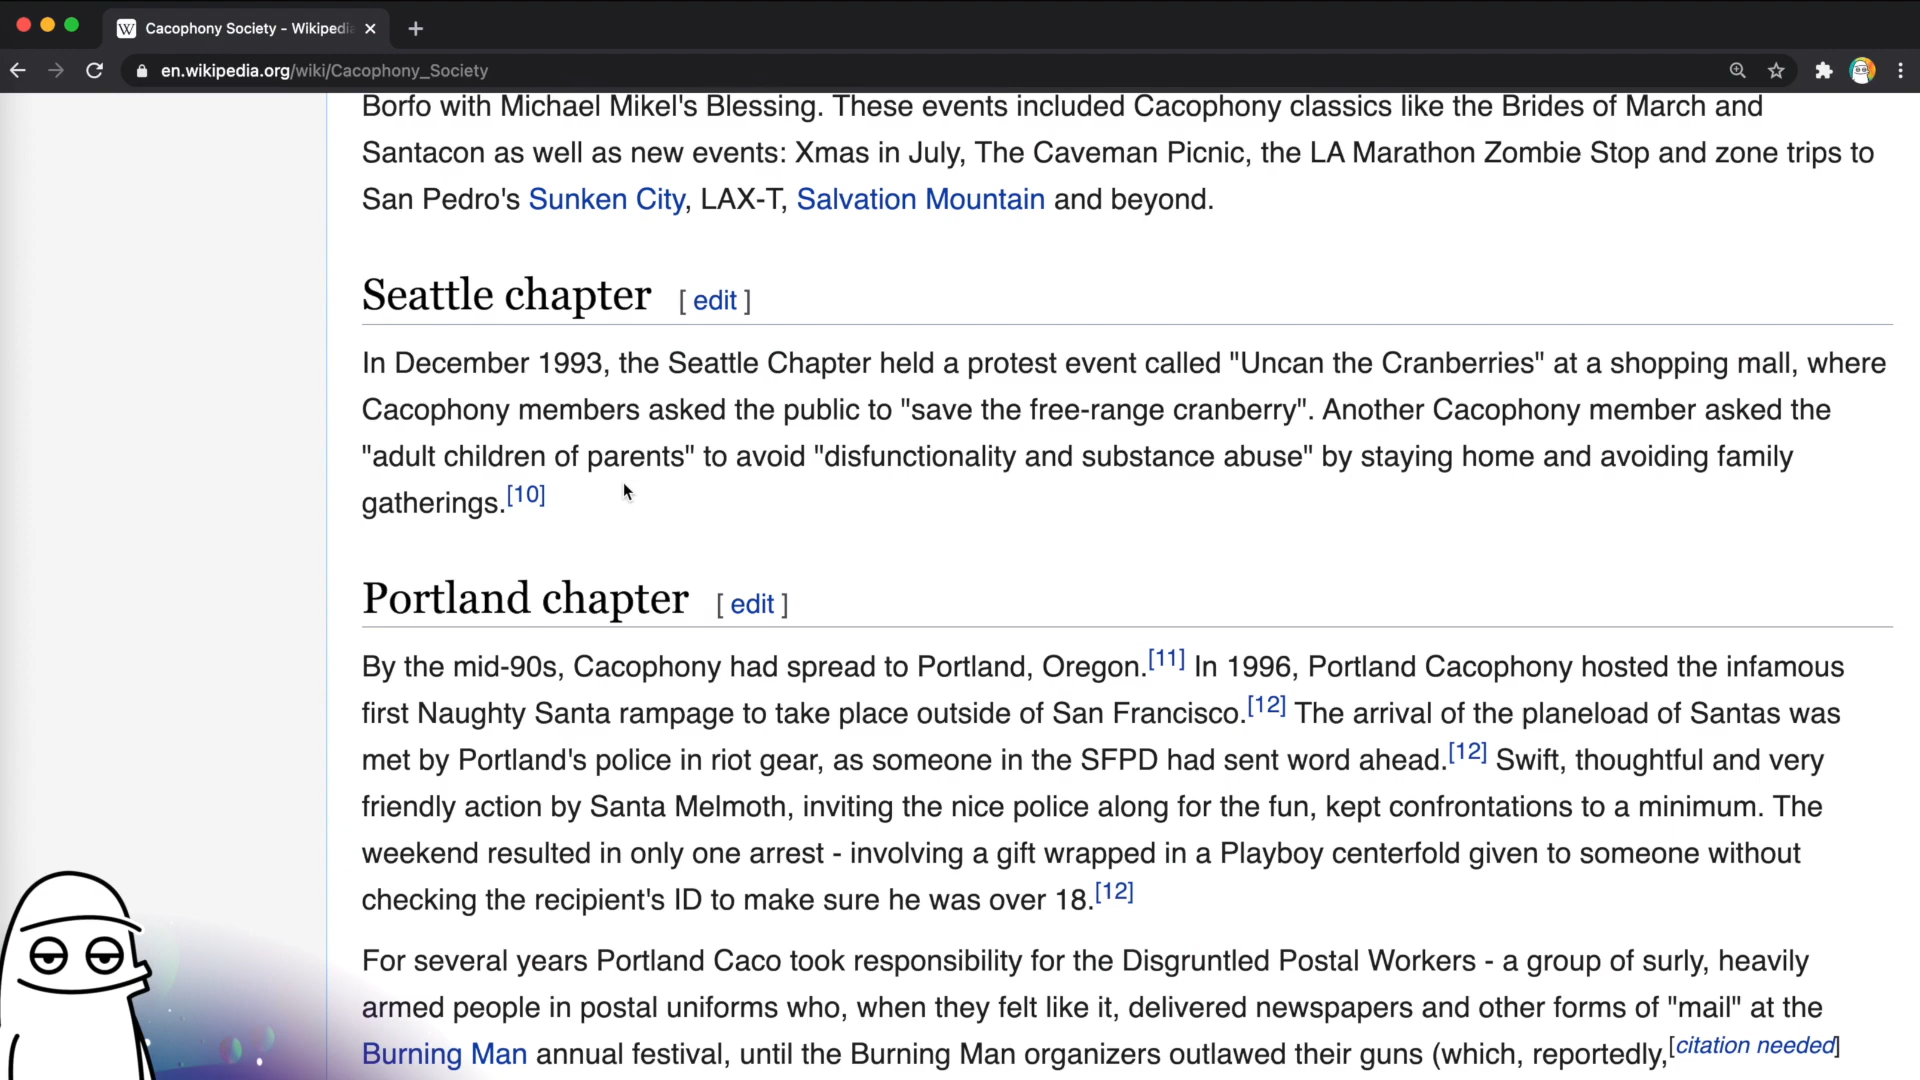 Cacophony Society - Wikipedia
en.wikipedia.org/wiki/Cacophony_Society
Borfo with Michael Mikel's Blessing. These events included Cacophony classics like the Brides of March and
Santacon as well as new events: Xmas in July, The Caveman Picnic, the LA Marathon Zombie Stop and zone trips to
San Pedro's Sunken City, LAX-T, Salvation Mountain and beyond.
Seattle chapter [ edit ]
In December 1993, the Seattle Chapter held a protest event called "Uncan the Cranberries" at a shopping mall, where
Cacophony members asked the public to "save the free-range cranberry". Another Cacophony member asked the
"adult children of parents" to avoid "disfunctionality and substance abuse" by staying home and avoiding family
gatherings.[10]
Portland chapter [ edit ]
By the mid-90s, Cacophony had spread to Portland, Oregon.[11] In 1996, Portland Cacophony hosted the infamous
first Naughty Santa rampage to take place outside of San Francisco.[12] The arrival of the planeload of Santas was
met by Portland's police in riot gear, as someone in the SFPD had sent word ahead.[12] Swift, thoughtful and very
friendly action by Santa Melmoth, inviting the nice police along for the fun, kept confrontations to a minimum. The
weekend resulted in only one arrest - involving a gift wrapped in a Playboy centerfold given to someone without
checking the recipient's ID to make sure he was over 18.[12]
For several years Portland Caco took responsibility for the Disgruntled Postal Workers - a group of surly, heavily
armed people in postal uniforms who, when they felt like it, delivered newspapers and other forms of "mail" at the
Burning Man annual festival, until the Burning Man organizers outlawed their guns (which, reportedly,[citation needed]